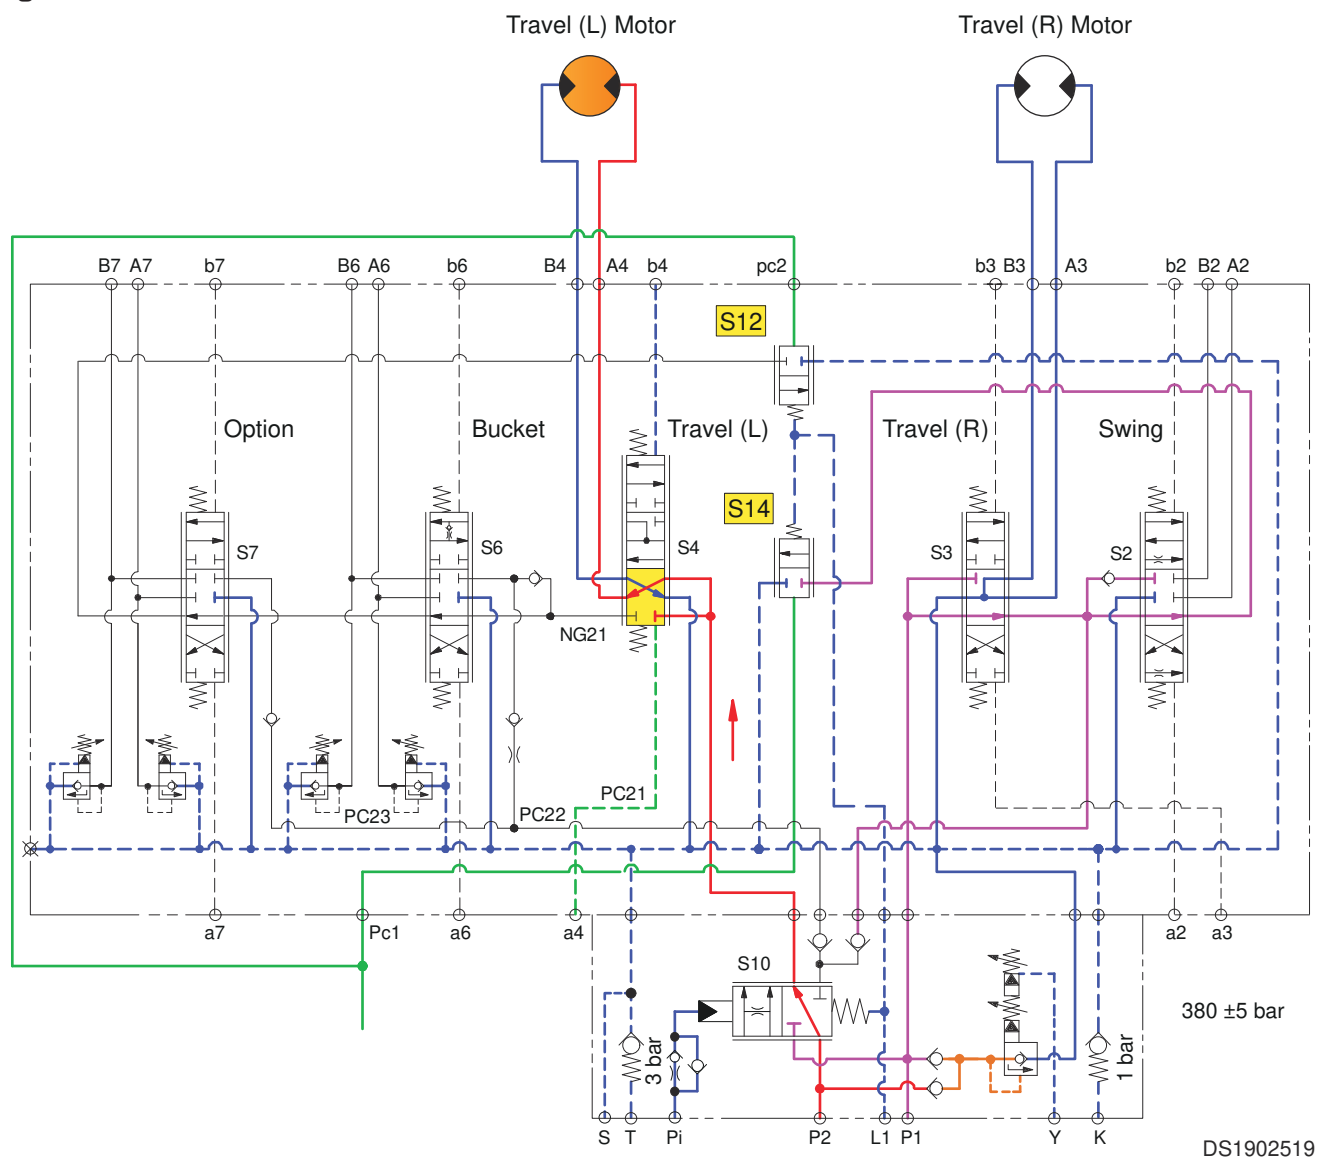 Travel (L) Motor
Travel (R) Motor
B7 A7 b7 B6 A6 b6 B4 A4 b4 pc2 b3 B3 A3 b2 B2 A2
S12
Option Bucket Travel (L) Travel (R) Swing
S14
S7 S6 S4 S3 S2
NG21
PC21
PC23 PC22
a7 Pc1 a6 a4 a2 a3
S10
380 ±5 bar
3 bar
1 bar
S T Pi P2 L1 P1 Y K
DS1902519